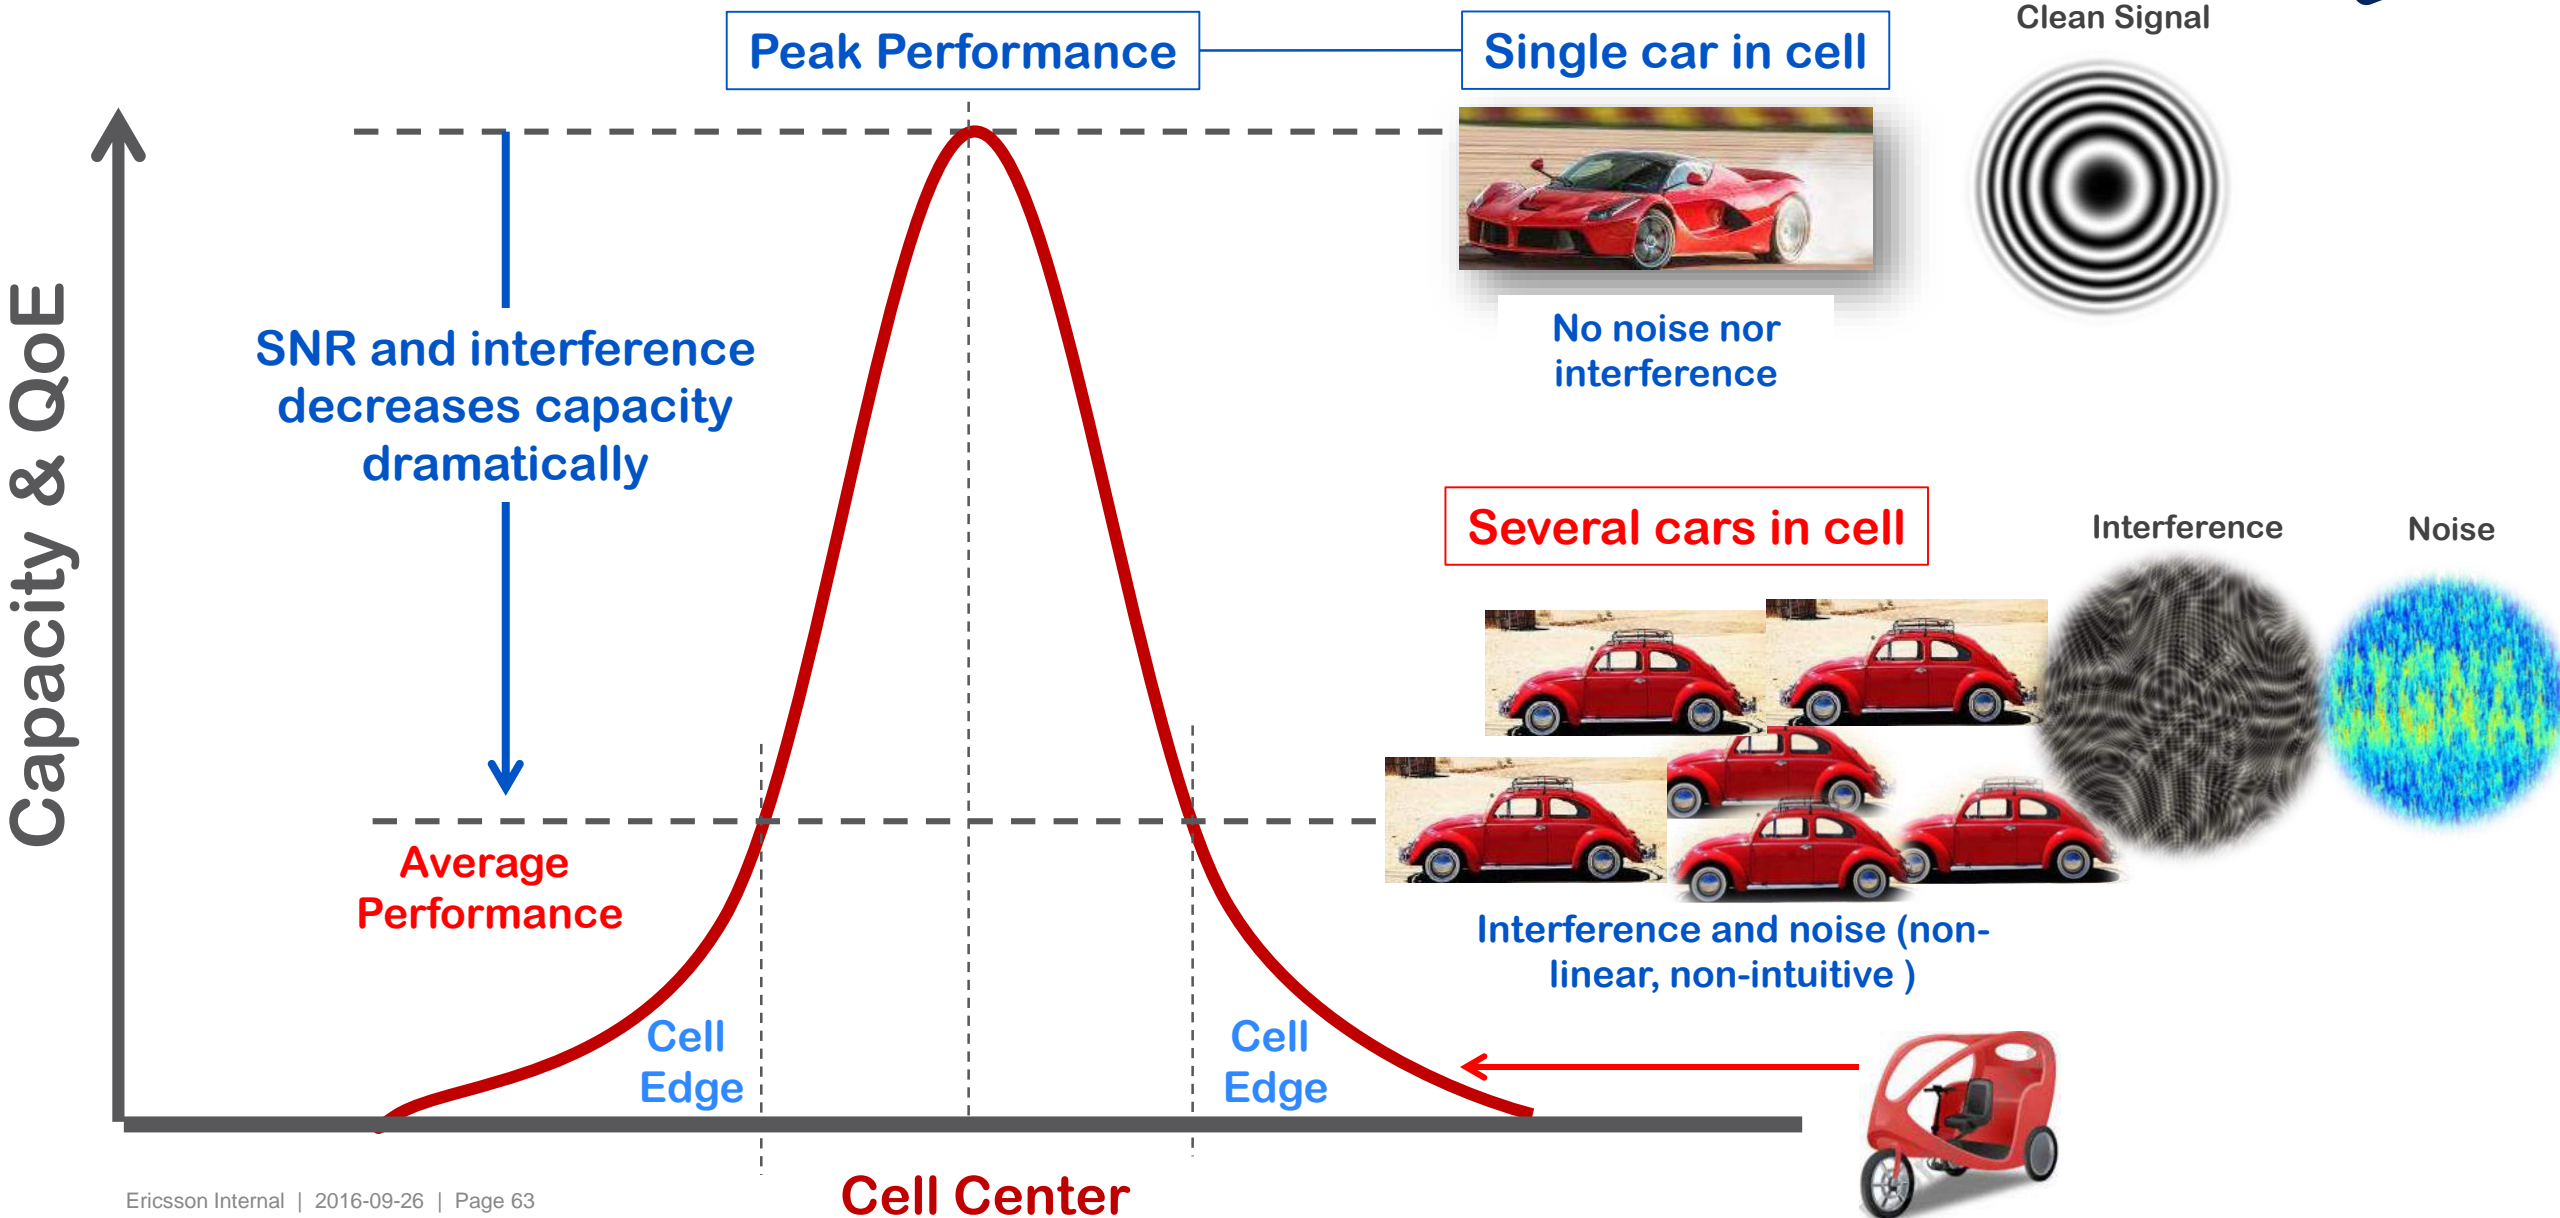 Clean Signal
Peak Performance
Single car in cell
No noise nor
interference
SNR and interference
decreases capacity
dramatically
Capacity & QoE
Several cars in cell
Interference
Noise
Average
Performance
Interference and noise (non-
linear, non-intuitive )
Cell
Edge
Cell
Edge
Cell Center
Ericsson Internal | 2016-09-26 | Page 63